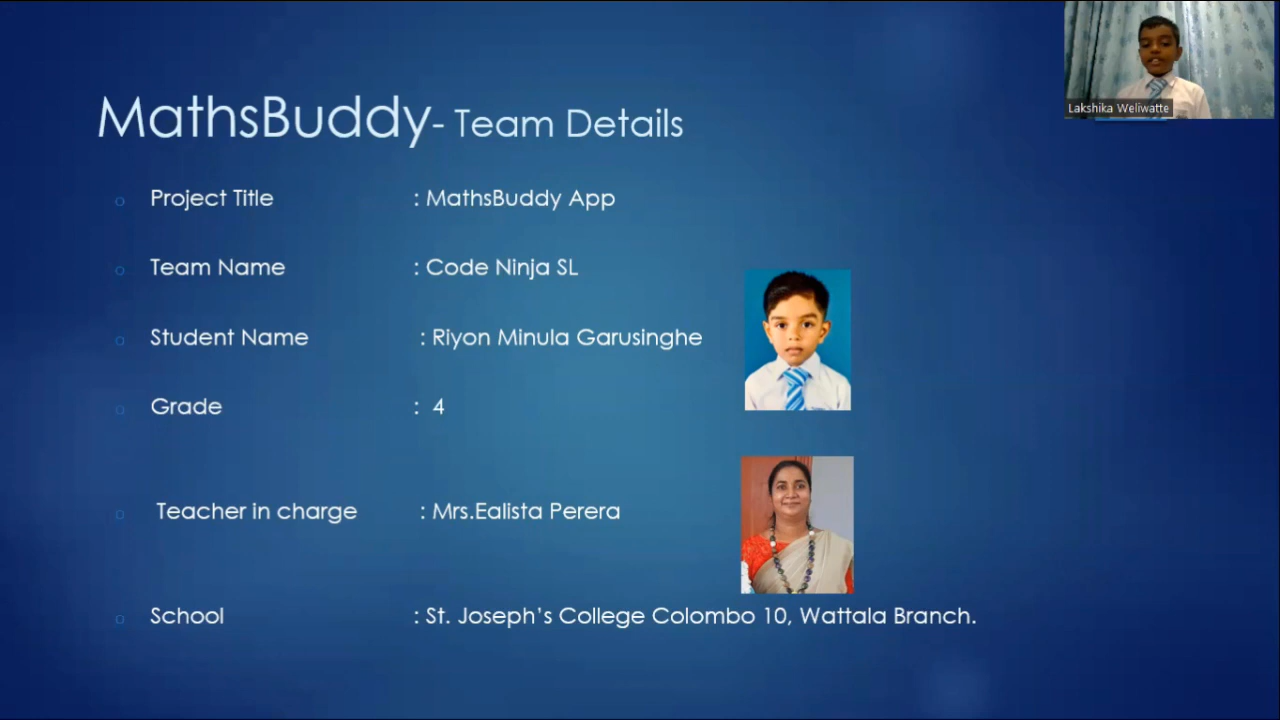 Lakshika Weliwatte
MathsBuddy- Team Details
Project Title : MathsBuddy App
Team Name : Code Ninja SL
Student Name : Riyon Minula Garusinghe
Grade : 4
Teacher in charge : Mrs.Ealista Perera
School : St. Joseph's College Colombo 10, Wattala Branch.